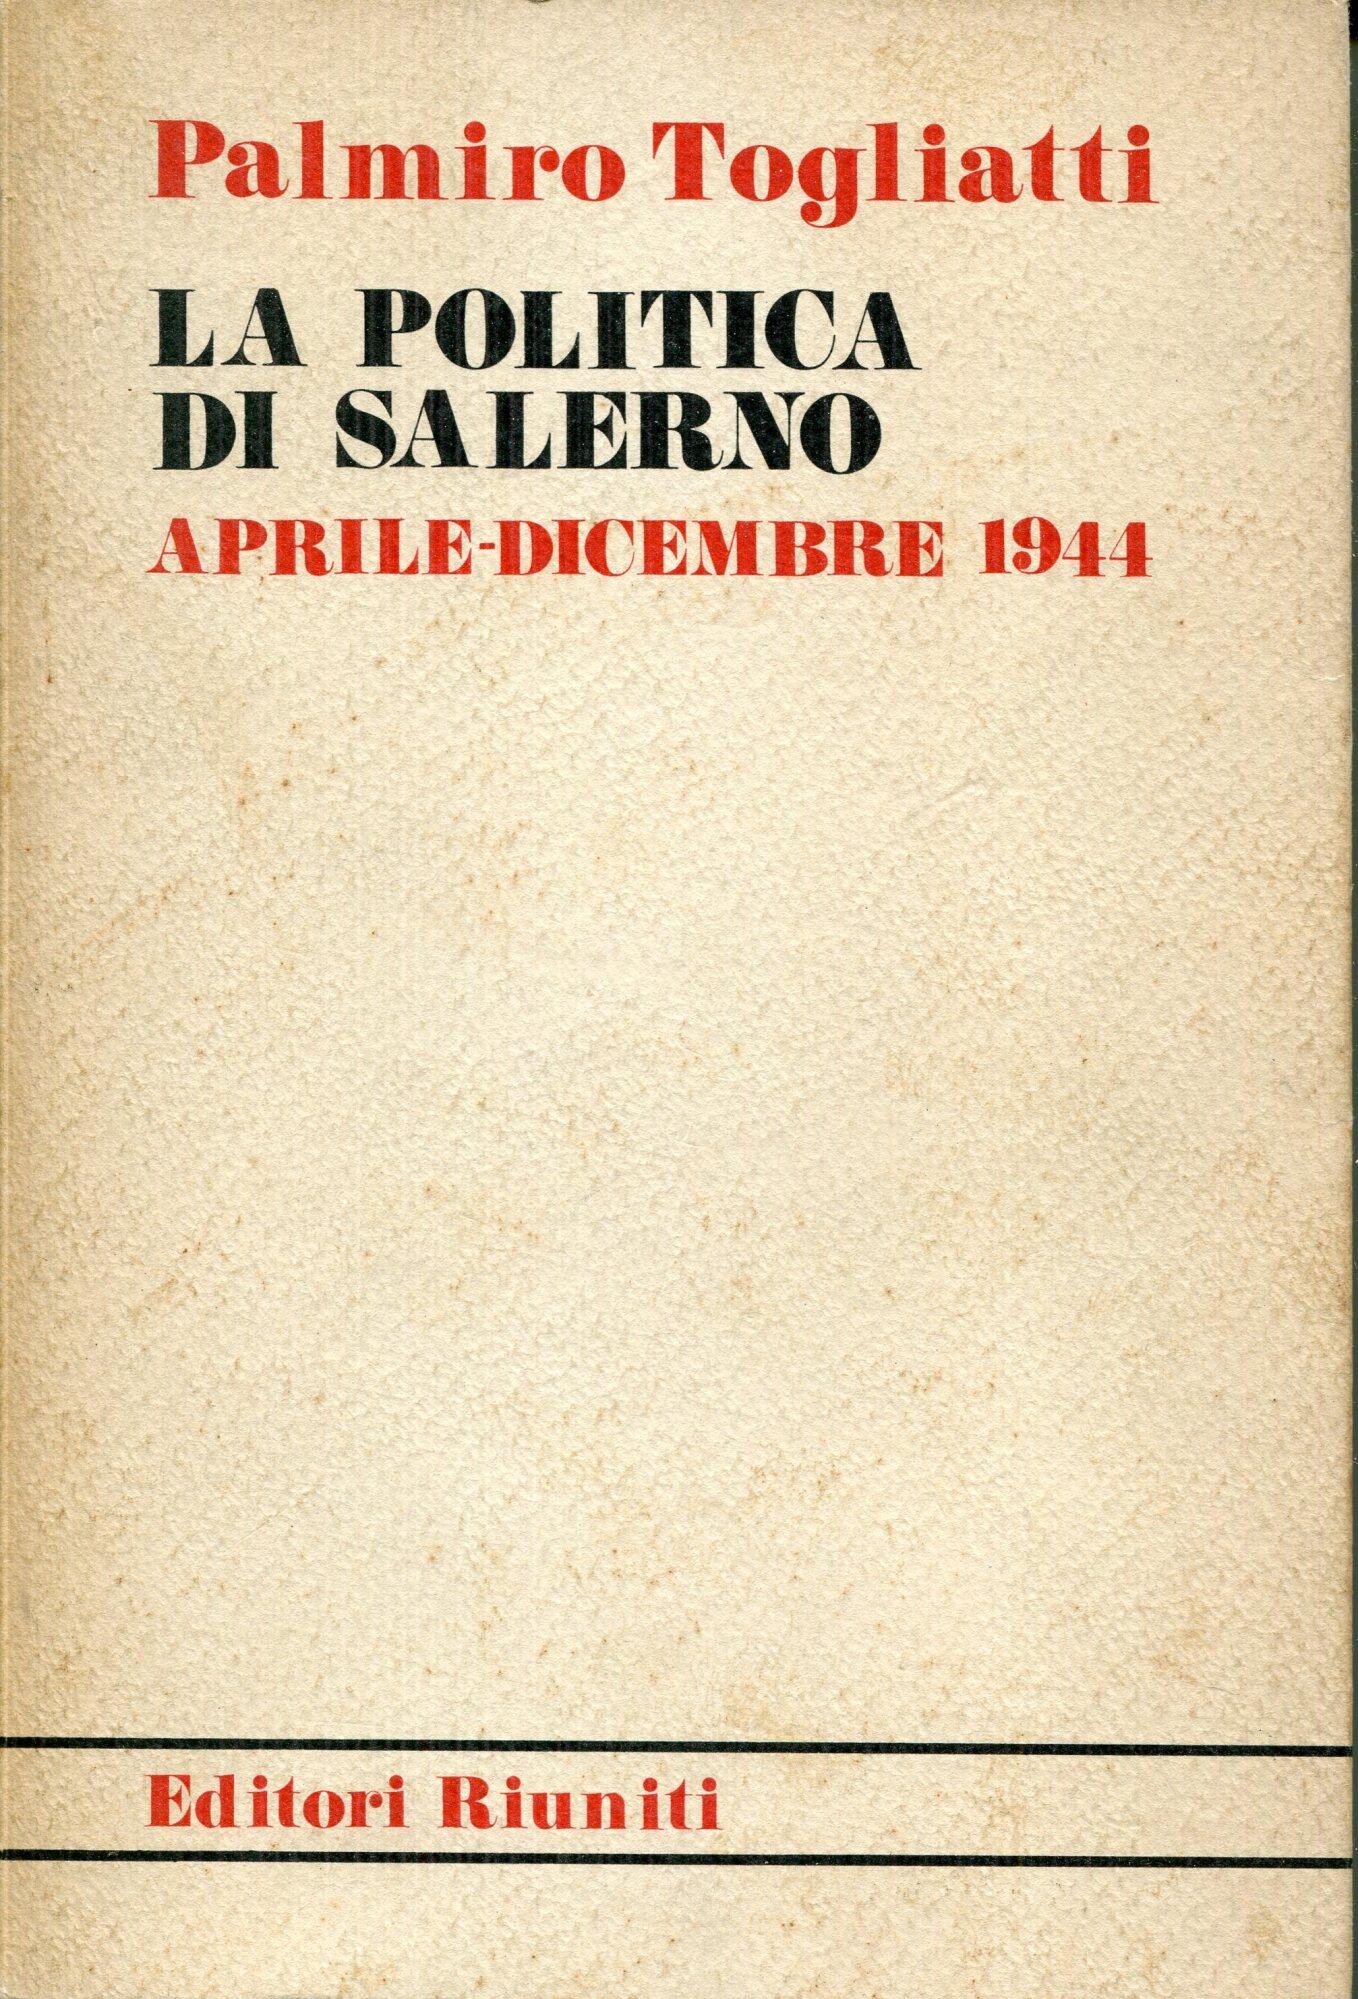 Palmiro Togliatti
LA POLITICA
DI SALERNO
APRILE-DICEMBRE 1944
Editori Riuniti